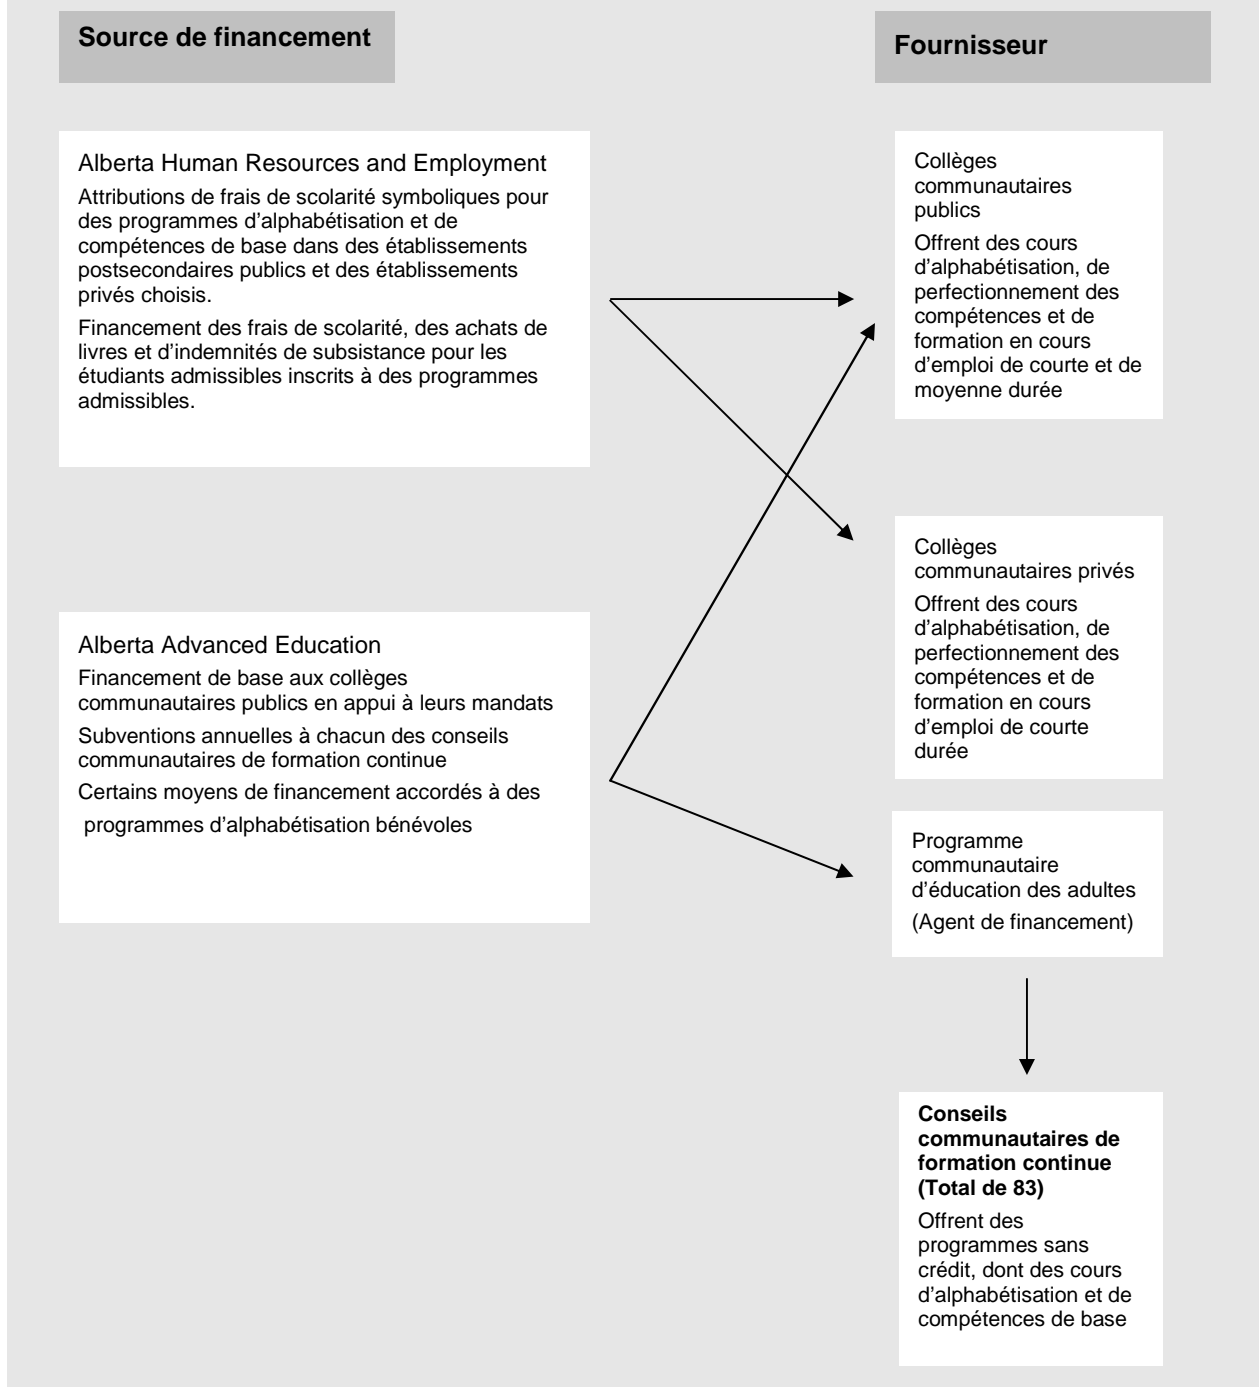 Source de financement
Fournisseur
Alberta Human Resources and Employment
Attributions de frais de scolarité symboliques pour
des programmes d'alphabétisation et de
compétences de base dans des établissements
postsecondaires publics et des établissements
privés choisis.
Financement des frais de scolarité, des achats de
livres et d'indemnités de subsistance pour les
étudiants admissibles inscrits à des programmes
admissibles.
Collèges
communautaires
publics
Offrent des cours
d'alphabétisation, de
perfectionnement des
compétences et de
formation en cours
d'emploi de courte et de
moyenne durée
Collèges
communautaires privés
Offrent des cours
d'alphabétisation, de
perfectionnement des
compétences et de
formation en cours
d'emploi de courte
durée
Alberta Advanced Education
Financement de base aux collèges
communautaires publics en appui à leurs mandats
Subventions annuelles à chacun des conseils
communautaires de formation continue
Certains moyens de financement accordés à des
programmes d'alphabétisation bénévoles
Programme
communautaire
d'éducation des adultes
(Agent de financement)
Conseils
communautaires de
formation continue
(Total de 83)
Offrent des
programmes sans
crédit, dont des cours
d'alphabétisation et de
compétences de base